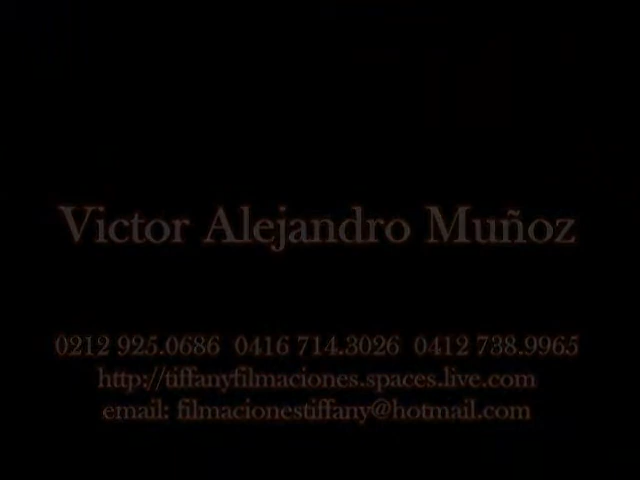 Victor Alejandro Muñoz
0212 925.0686 0416 714.3026 0412 738.9965
http://tiffanyfilmaciones.spaces.live.com
email: filmacionestiffany@hotmail.com